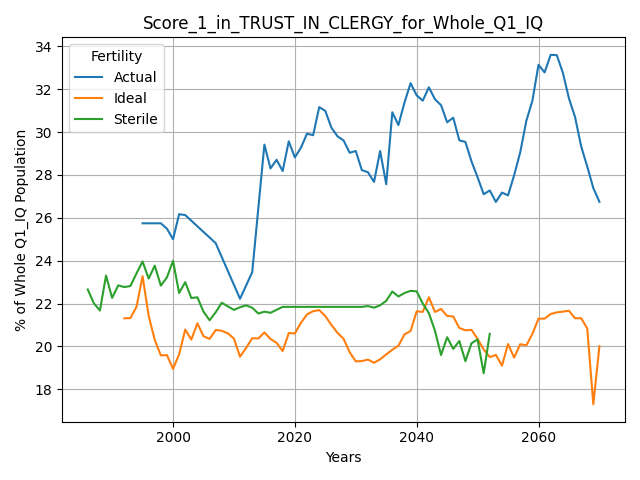 Score_1_in_TRUST_IN_CLERGY_for_Whole_Q1_IQ
Fertility
Actual
Ideal
Sterile
% of Whole Q1_IQ Population
34
32
30
28
26
24
22
20
18
2000
2020
2040
2060
Years